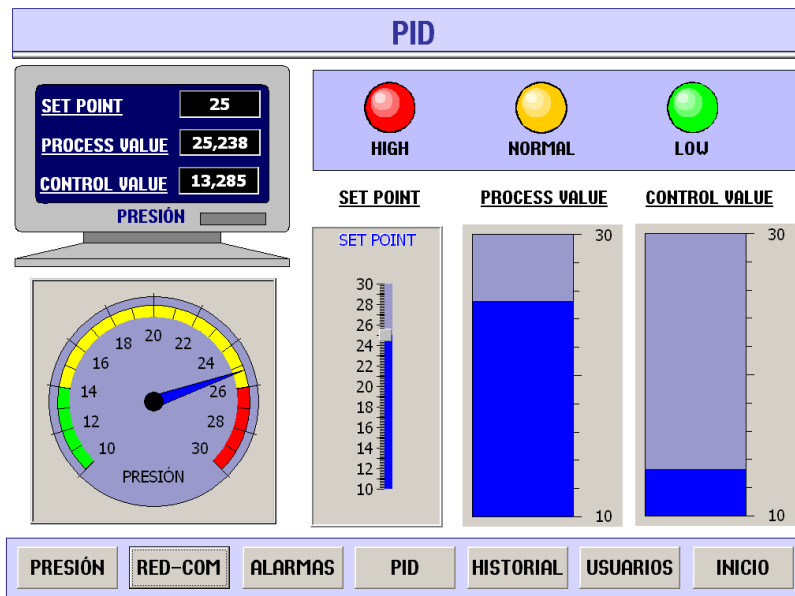 PID
SET POINT 25
PROCESS VALUE 25,238
CONTROL VALUE 13,285
PRESIÓN
HIGH NORMAL LOW
SET POINT PROCESS VALUE CONTROL VALUE
SET POINT
30
28
26
24
22
20
18
16
14
12
10
30
10
30
10
10
12
14
16
18
20
22
24
26
28
30
PRESIÓN
PRESIÓN RED-COM ALARMAS PID HISTORIAL USUARIOS INICIO